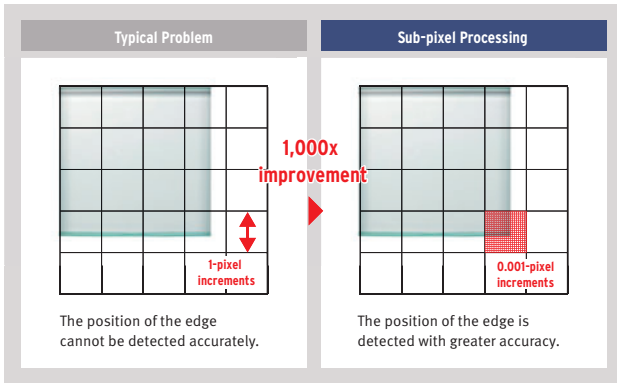 Typical Problem
Sub-pixel Processing
1,000x
improvement
1-pixel
increments
0.001-pixel
increments
The position of the edge
cannot be detected accurately.
The position of the edge is
detected with greater accuracy.